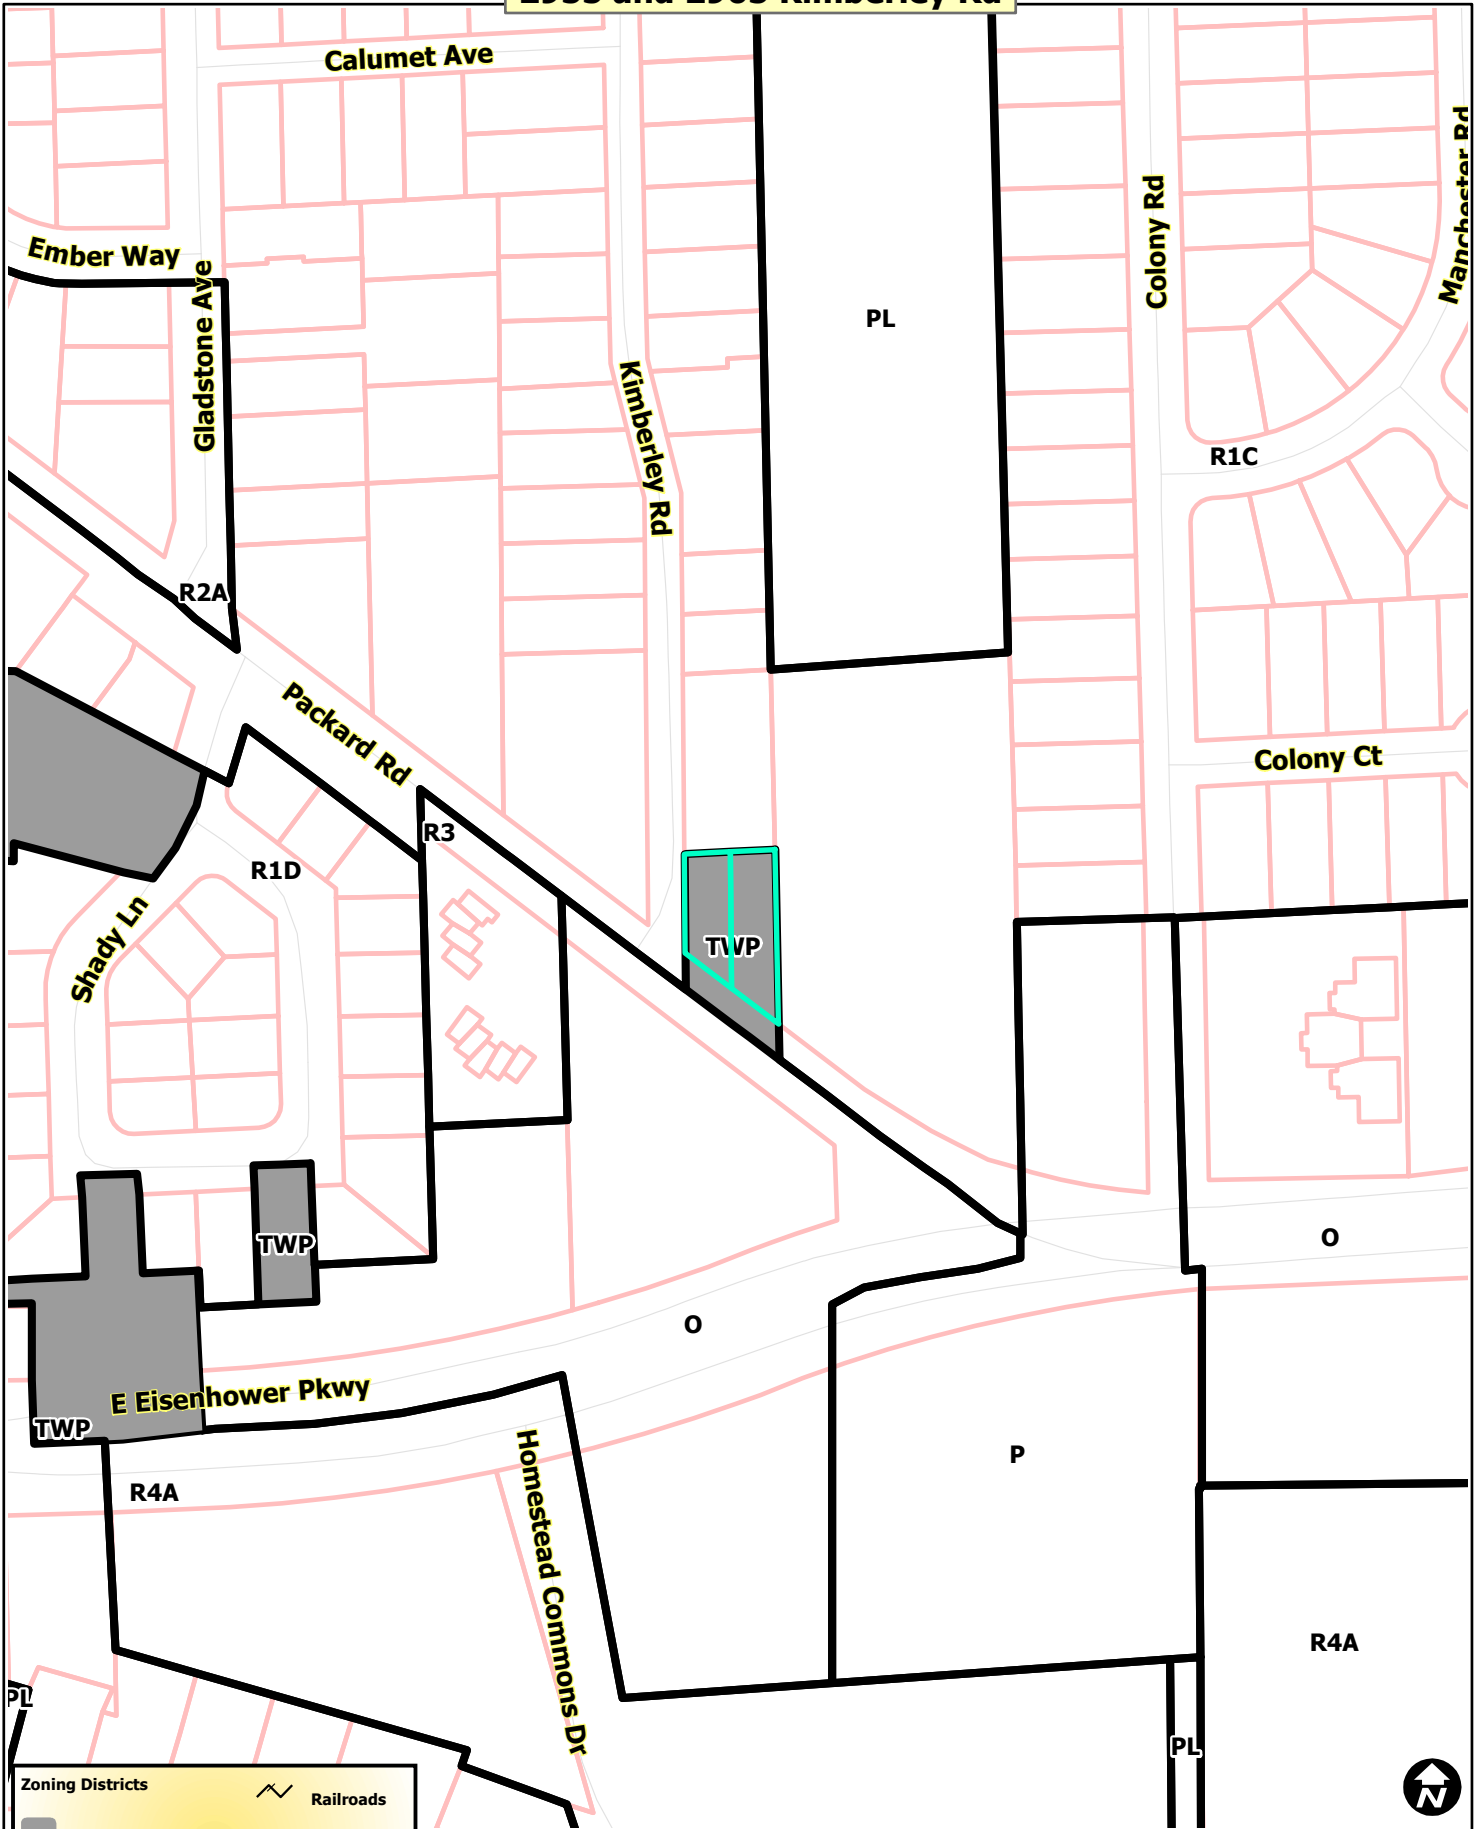 Calumet Ave
Manchester Rd
Colony Rd
Ember Way
Gladstone Ave
PL
Kimberley Rd
R1C
R2A
Packard Rd
Colony Ct
R3
R1D
Shady Ln
TWP
O
TWP
O
E Eisenhower Pkwy
TWP
Homestead Commons Dr
P
R4A
R4A
PL
PL
Zoning Districts
Railroads
N